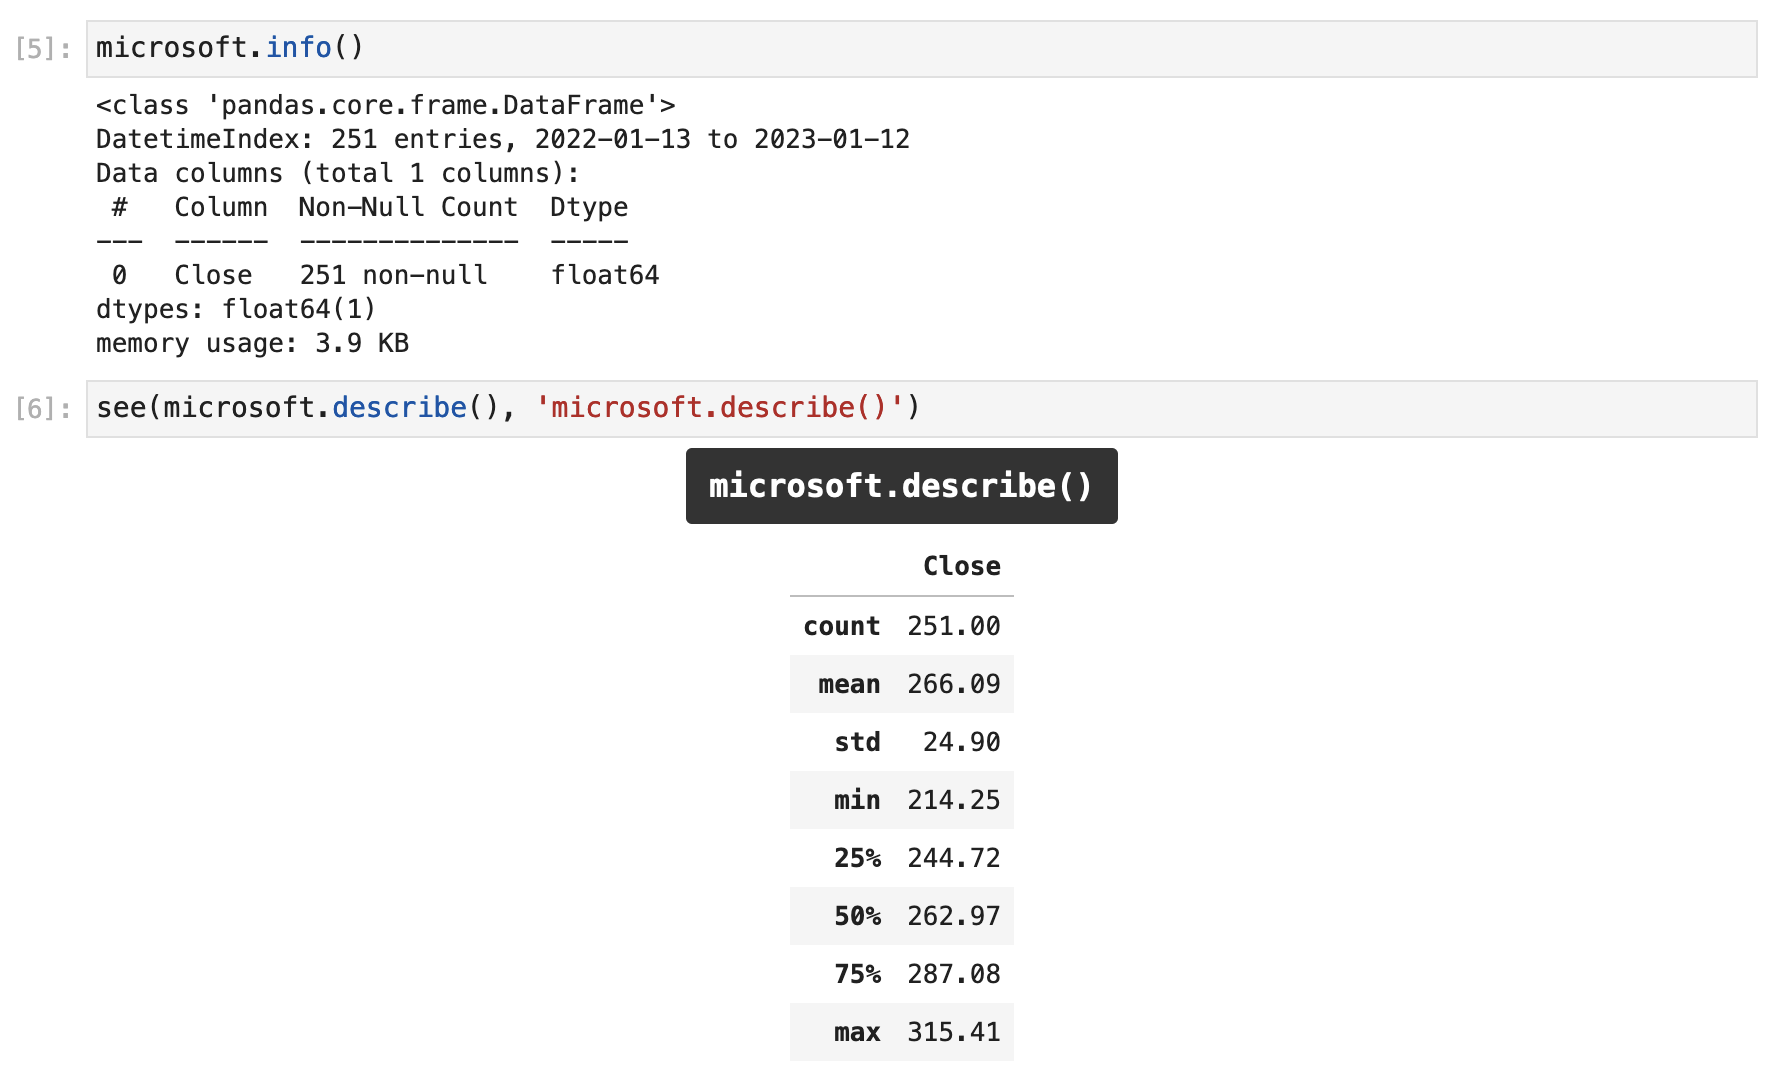 [5]: microsoft.info()
<class 'pandas.core.frame.DataFrame'>
DatetimeIndex: 251 entries, 2022-01-13 to 2023-01-12
Data columns (total 1 columns):
 #   Column  Non-Null Count  Dtype
---  ------  --------------  -----
 0   Close   251 non-null    float64
dtypes: float64(1)
memory usage: 3.9 KB
[6]: see(microsoft.describe(), 'microsoft.describe()')
microsoft.describe()
Close
count 251.00
mean 266.09
std 24.90
min 214.25
25% 244.72
50% 262.97
75% 287.08
max 315.41